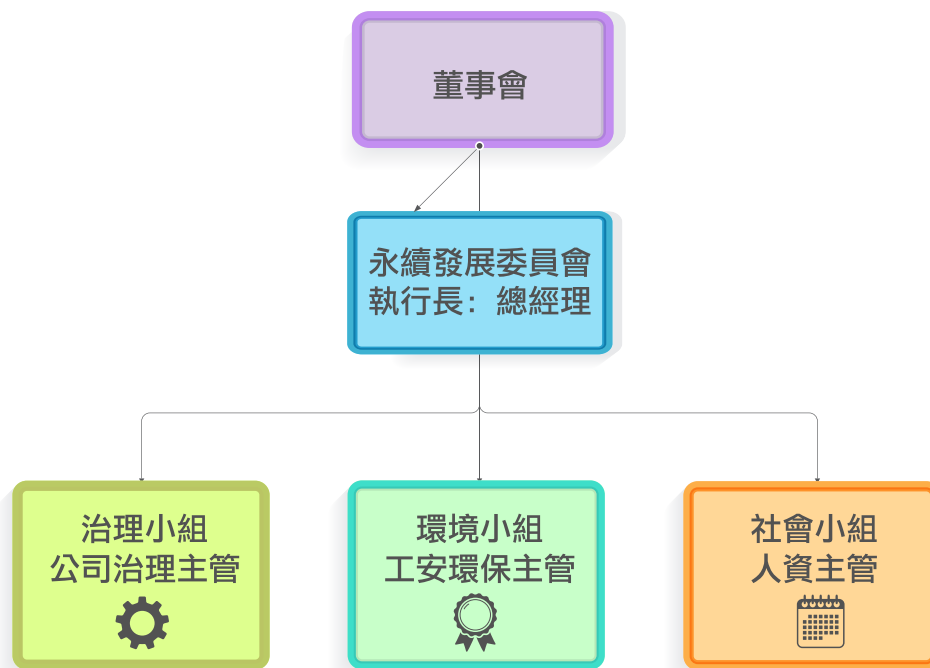 董事會
永續發展委員會
執行長：總經理
治理小組
公司治理主管
環境小組
工安環保主管
社會小組
人資主管